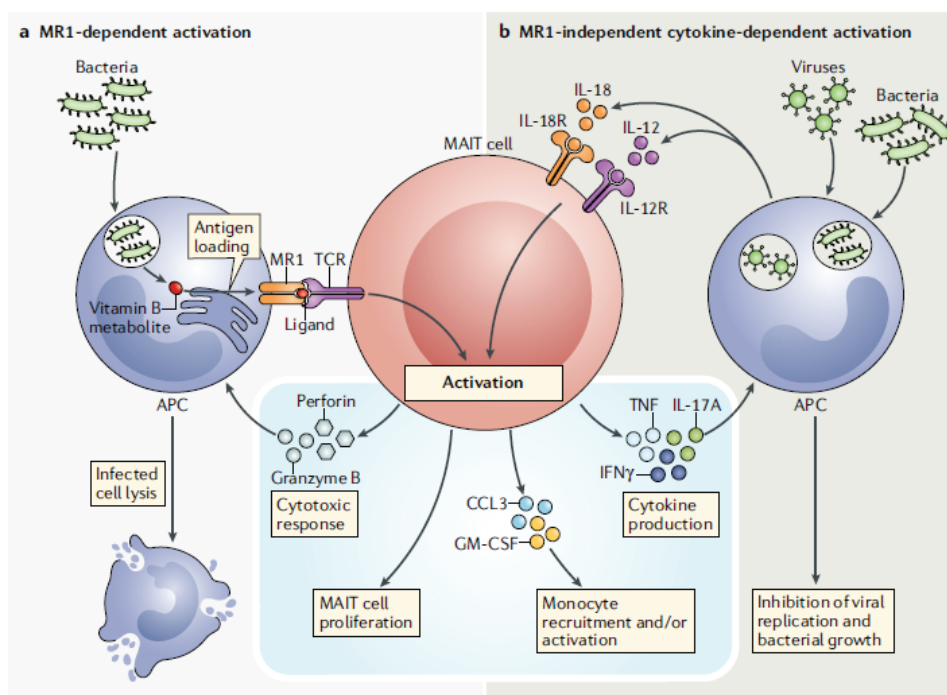 a MR1-dependent activation
Bacteria
Antigen
loading
MR1
TCR
Vitamin B
metabolite
Ligand
APC
Infected
cell lysis
MAIT cell
Activation
Perforin
Granzyme B
Cytotoxic
response
MAIT cell
proliferation
CCL3
GM-CSF
Monocyte
recruitment and/or
activation
TNF
IL-17A
IFNγ
Cytokine
production
b MR1-independent cytokine-dependent activation
IL-18
IL-18R
IL-12
IL-12R
Viruses
Bacteria
APC
Inhibition of viral
replication and
bacterial growth